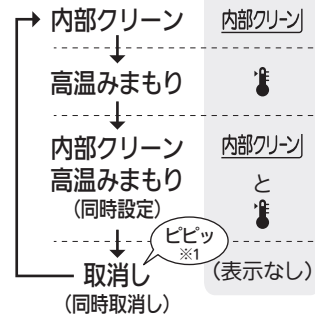 内部クリーン 内部クリーン
高温みまもり
内部クリーン 内部クリーン
高温みまもり と
(同時設定)
ピピッ
※1
取消し (表示なし)
(同時取消し)